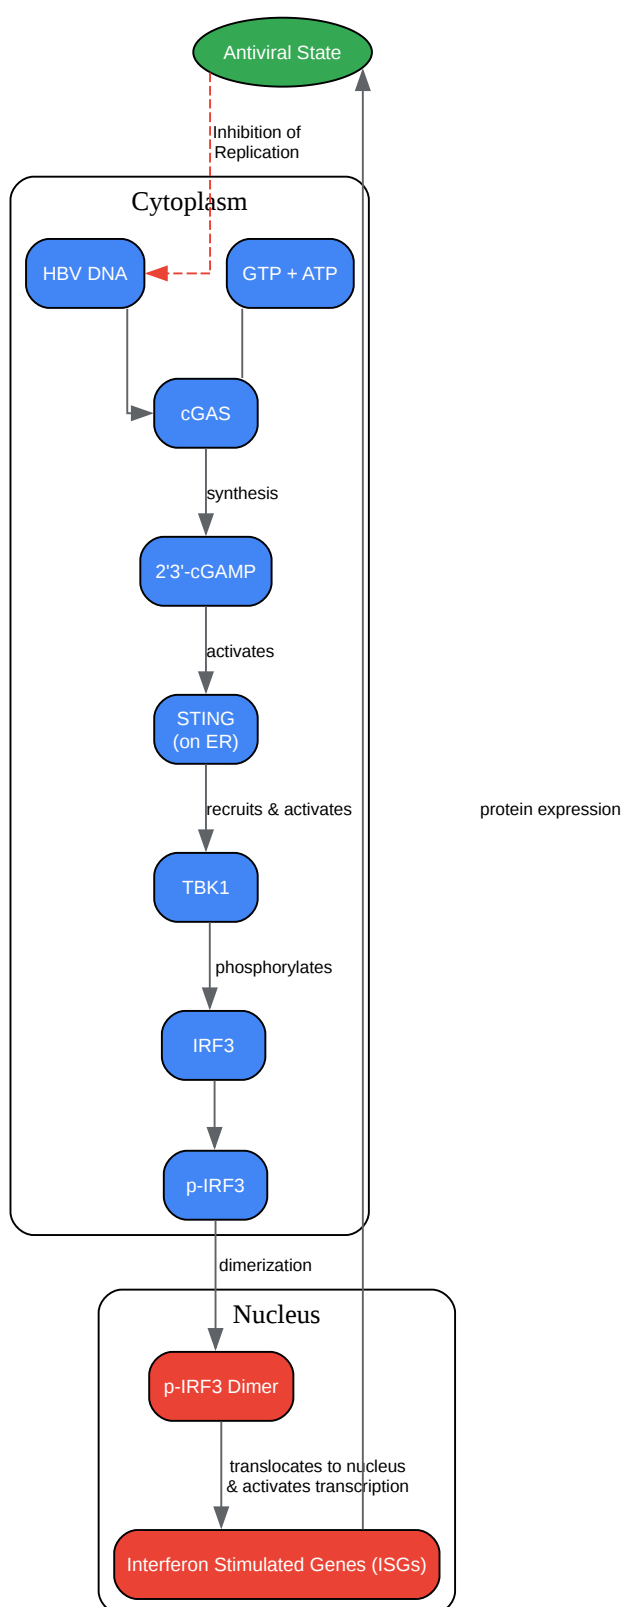 Antiviral State
Inhibition of
Replication
Cytoplasm
HBV DNA
GTP + ATP
cGAS
synthesis
2'3'-cGAMP
activates
STING
(on ER)
recruits & activates
protein expression
TBK1
phosphorylates
IRF3
p-IRF3
dimerization
Nucleus
p-IRF3 Dimer
translocates to nucleus
& activates transcription
Interferon Stimulated Genes (ISGs)